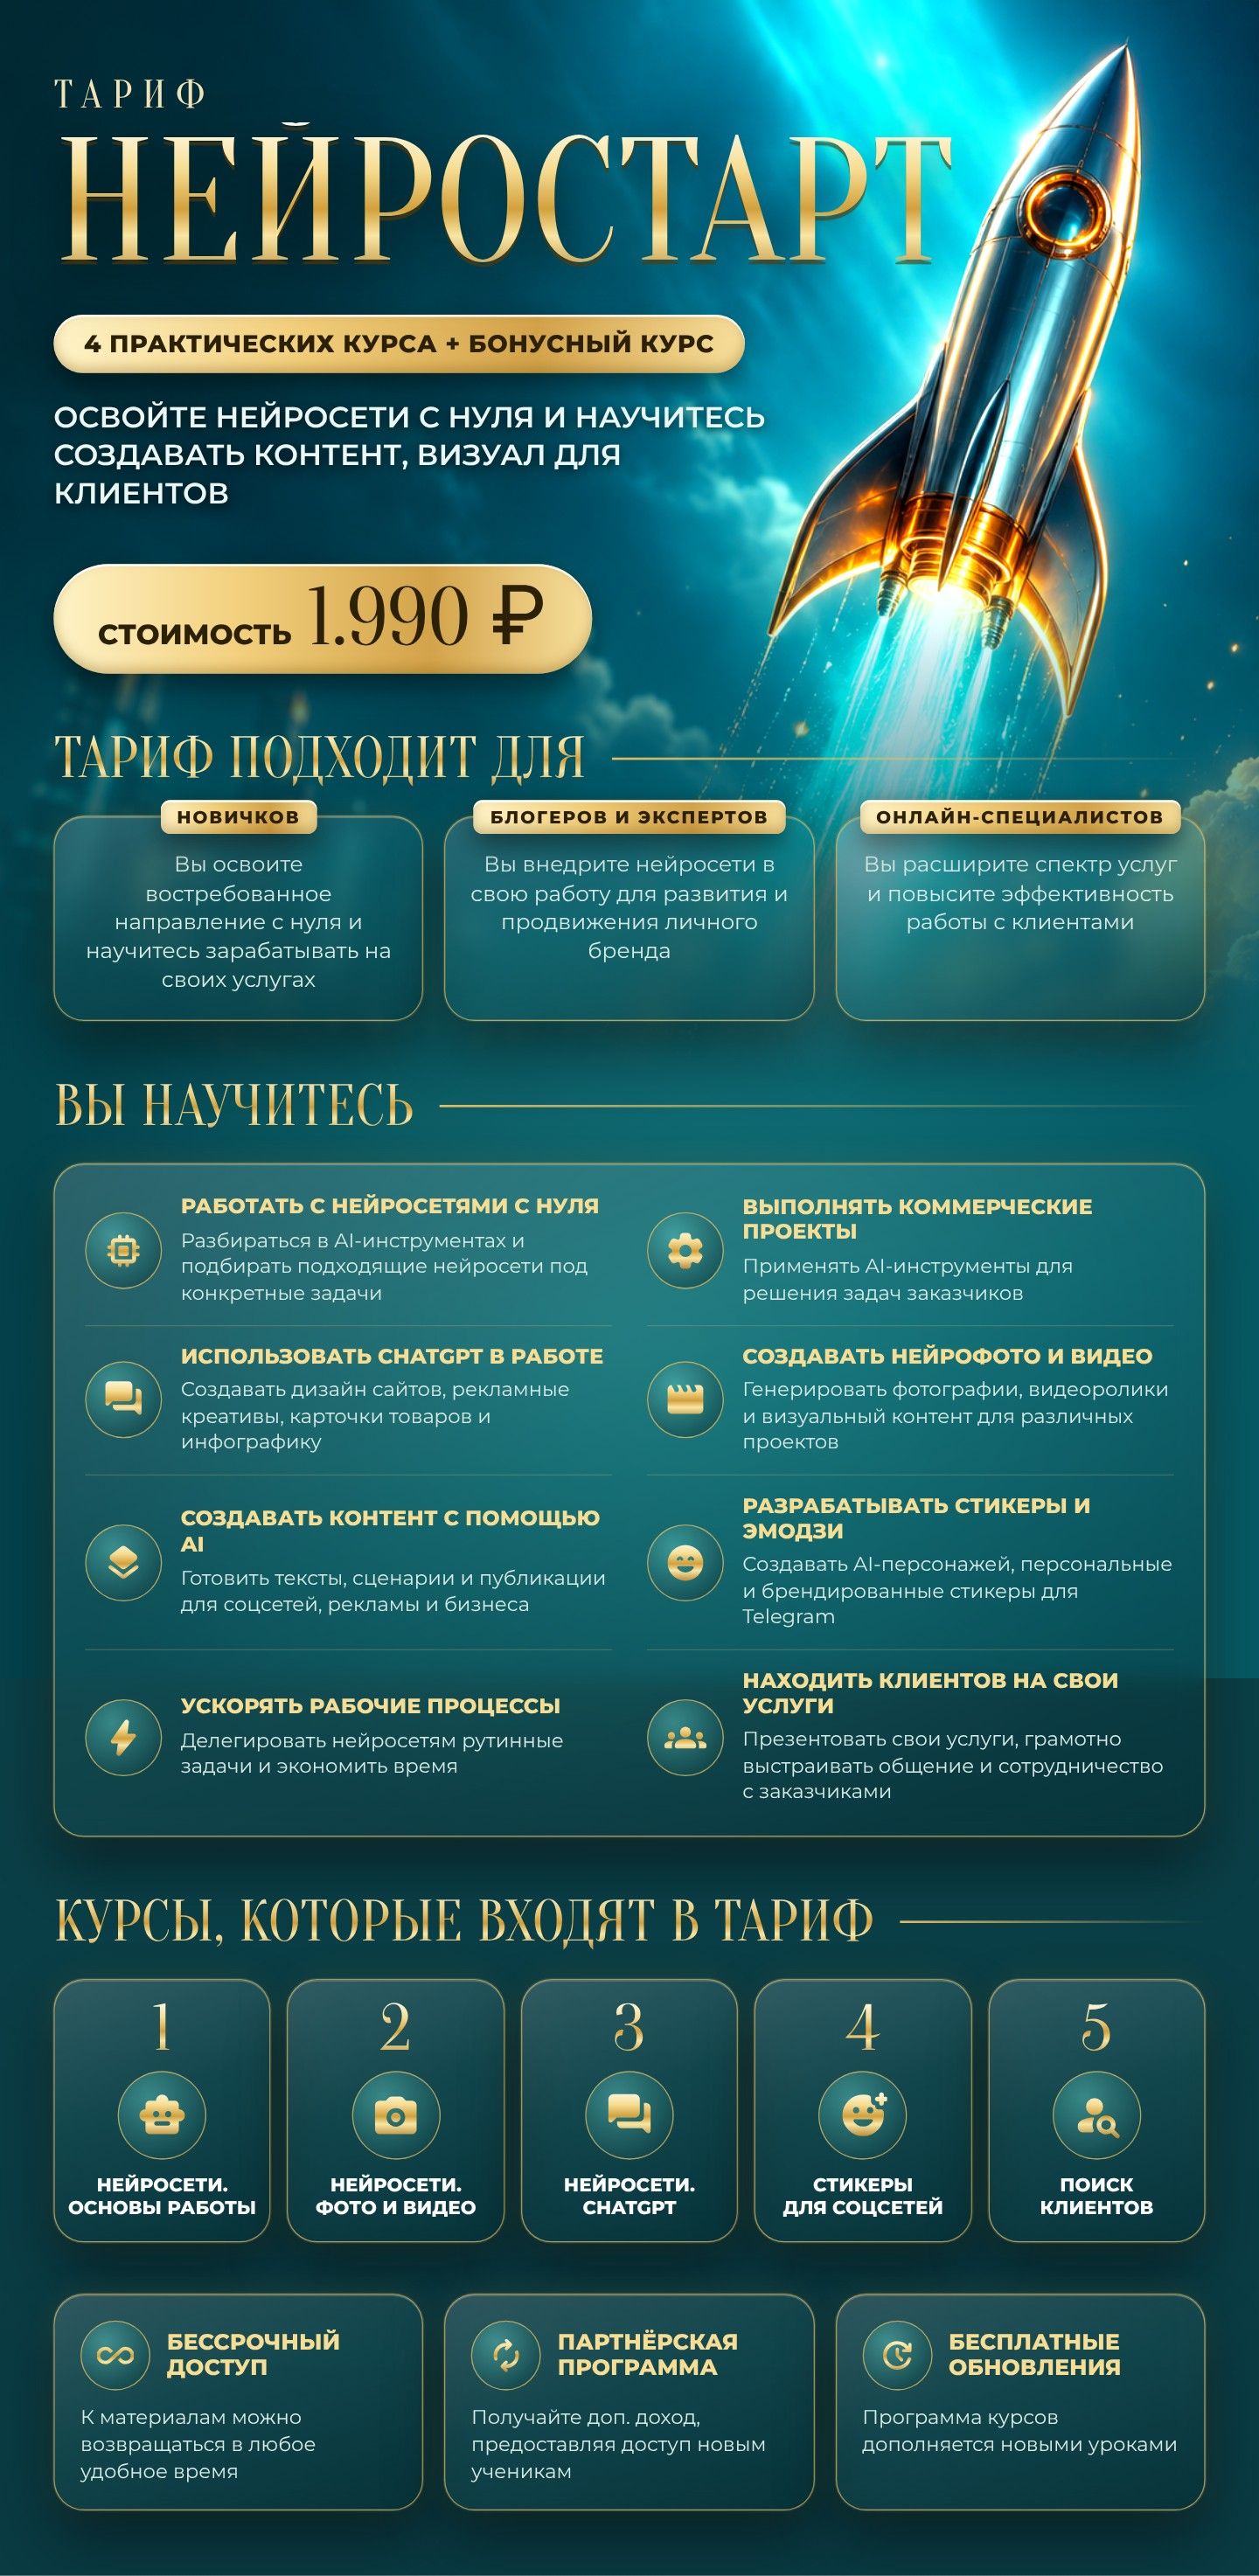 ТАРИФ
НЕЙРОСТАРТ
4 ПРАКТИЧЕСКИХ КУРСА + БОНУСНЫЙ КУРС
ОСВОЙТЕ НЕЙРОСЕТИ С НУЛЯ И НАУЧИТЕСЬ
СОЗДАВАТЬ КОНТЕНТ, ВИЗУАЛ ДЛЯ
КЛИЕНТОВ
стоимость 1.990 ₽
ТАРИФ ПОДХОДИТ ДЛЯ
НОВИЧКОВ
Вы освоите
востребованное
направление с нуля и
научитесь зарабатывать на
своих услугах
БЛОГЕРОВ И ЭКСПЕРТОВ
Вы внедрите нейросети в
свою работу для развития и
продвижения личного
бренда
ОНЛАЙН-СПЕЦИАЛИСТОВ
Вы расширите спектр услуг
и повысите эффективность
работы с клиентами
ВЫ НАУЧИТЕСЬ
РАБОТАТЬ С НЕЙРОСЕТЯМИ С НУЛЯ
Разбираться в AI-инструментах и
подбирать подходящие нейросети под
конкретные задачи
ВЫПОЛНЯТЬ КОММЕРЧЕСКИЕ
ПРОЕКТЫ
Применять AI-инструменты для
решения задач заказчиков
ИСПОЛЬЗОВАТЬ CHATGPT В РАБОТЕ
Создавать дизайн сайтов, рекламные
креативы, карточки товаров и
инфографику
СОЗДАВАТЬ НЕЙРОФОТО И ВИДЕО
Генерировать фотографии, видеоролики
и визуальный контент для различных
проектов
СОЗДАВАТЬ КОНТЕНТ С ПОМОЩЬЮ
AI
Готовить тексты, сценарии и публикации
для соцсетей, рекламы и бизнеса
РАЗРАБАТЫВАТЬ СТИКЕРЫ И
ЭМОДЗИ
Создавать AI-персонажей, персональные
и брендированные стикеры для
Telegram
УСКОРЯТЬ РАБОЧИЕ ПРОЦЕССЫ
Делегировать нейросетям рутинные
задачи и экономить время
НАХОДИТЬ КЛИЕНТОВ НА СВОИ
УСЛУГИ
Презентовать свои услуги, грамотно
выстраивать общение и сотрудничество
с заказчиками
КУРСЫ, КОТОРЫЕ ВХОДЯТ В ТАРИФ
1
НЕЙРОСЕТИ.
ОСНОВЫ РАБОТЫ
2
НЕЙРОСЕТИ.
ФОТО И ВИДЕО
3
НЕЙРОСЕТИ.
CHATGPT
4
СТИКЕРЫ
ДЛЯ СОЦСЕТЕЙ
5
ПОИСК
КЛИЕНТОВ
БЕССРОЧНЫЙ
ДОСТУП
К материалам можно
возвращаться в любое
удобное время
ПАРТНЁРСКАЯ
ПРОГРАММА
Получайте доп. доход,
предоставляя доступ новым
ученикам
БЕСПЛАТНЫЕ
ОБНОВЛЕНИЯ
Программа курсов
дополняется новыми уроками